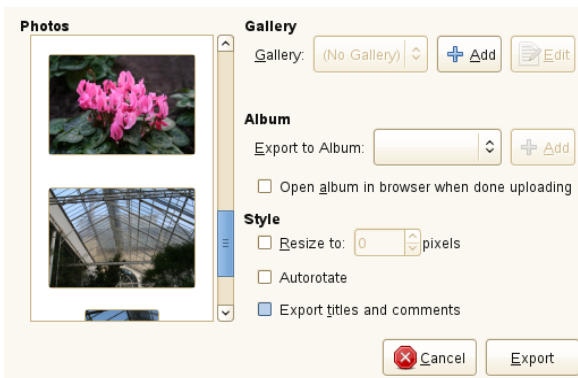 Photos
Gallery
Gallery: (No Gallery) Add Edit
Album
Export to Album: Add
Open album in browser when done uploading
Style
Resize to: 0 pixels
Autorotate
Export titles and comments
Cancel Export